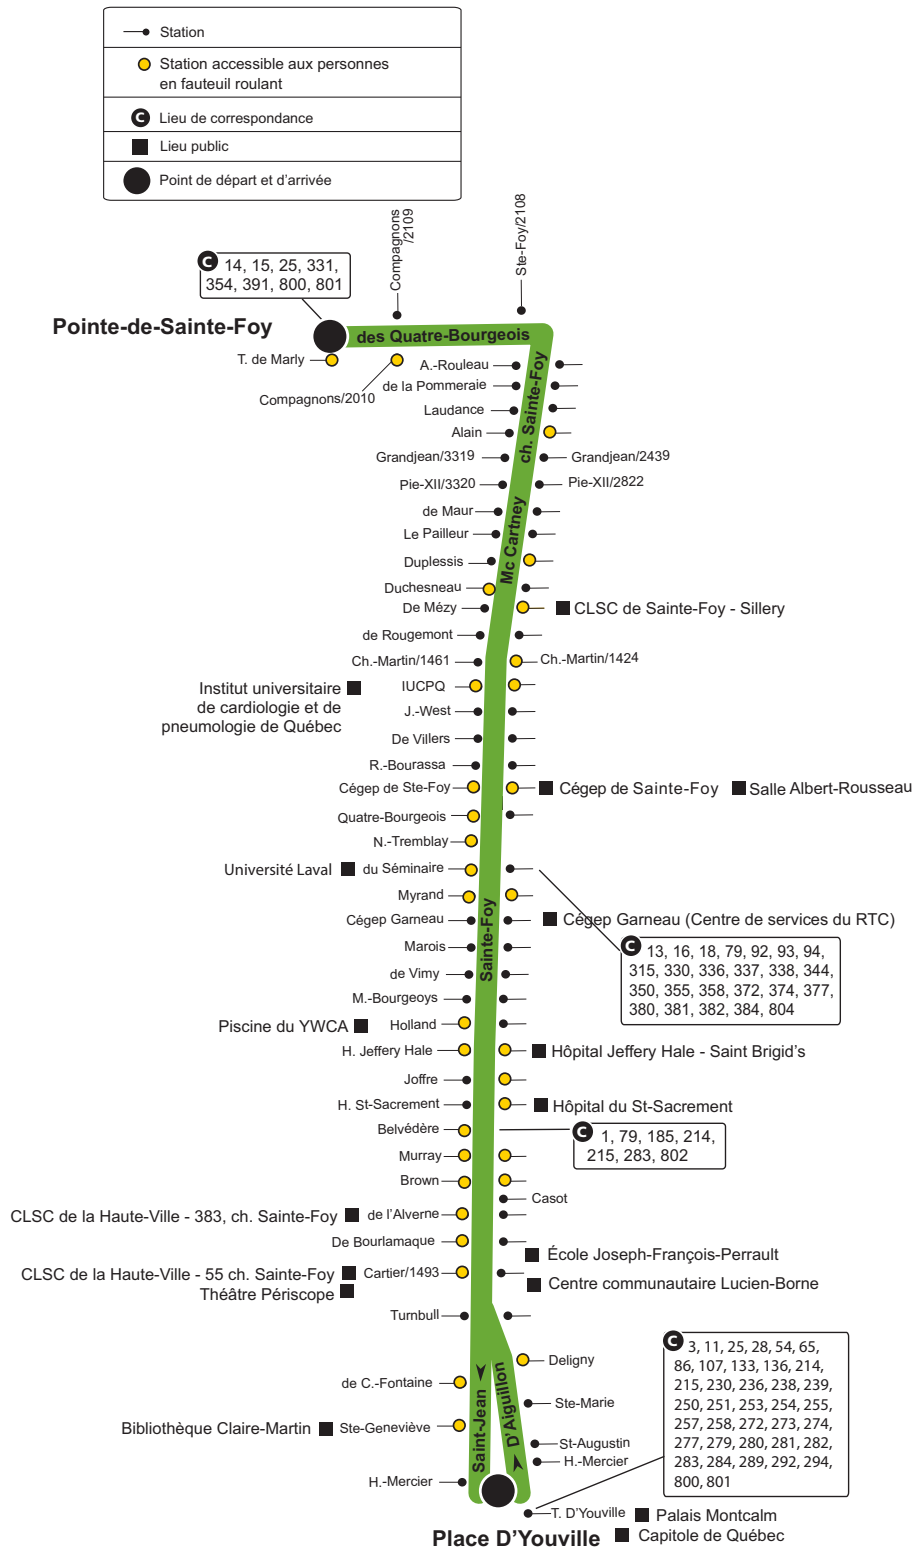 Station
Station accessible aux personnes
en fauteuil roulant
C Lieu de correspondance
Lieu public
Point de départ et d'arrivée
Compagnons
/2109
Ste-Foy/2108
C 14, 15, 25, 331,
354, 391, 800, 801
Pointe-de-Sainte-Foy
des Quatre-Bourgeois
T. de Marly
Compagnons/2010
A.-Rouleau
de la Pommeraie
Laudance
Alain
ch. Sainte-Foy
Grandjean/3319
Grandjean/2439
Pie-XII/3320
Pie-XII/2822
de Maur
Le Pailleur
Mc Cartney
Duplessis
Duchesneau
De Mézy
CLSC de Sainte-Foy - Sillery
de Rougemont
Ch.-Martin/1461
Ch.-Martin/1424
IUCPQ
Institut universitaire
de cardiologie et de
pneumologie de Québec
J.-West
De Villers
R.-Bourassa
Cégep de Ste-Foy
Cégep de Sainte-Foy
Salle Albert-Rousseau
Quatre-Bourgeois
N.-Tremblay
Université Laval
du Séminaire
Myrand
Cégep Garneau
Cégep Garneau (Centre de services du RTC)
Sainte-Foy
Marois
C 13, 16, 18, 79, 92, 93, 94,
315, 330, 336, 337, 338, 344,
350, 355, 358, 372, 374, 377,
380, 381, 382, 384, 804
de Vimy
M.-Bourgeoys
Piscine du YWCA
Holland
H. Jeffery Hale
Hôpital Jeffery Hale - Saint Brigid's
Joffre
H. St-Sacrement
Hôpital du St-Sacrement
Belvédère
C 1, 79, 185, 214,
215, 283, 802
Murray
Brown
Casot
CLSC de la Haute-Ville - 383, ch. Sainte-Foy
de l'Alverne
De Bourlamaque
École Joseph-François-Perrault
CLSC de la Haute-Ville - 55 ch. Sainte-Foy
Cartier/1493
Théâtre Périscope
Centre communautaire Lucien-Borne
Turnbull
Deligny
de C.-Fontaine
Saint-Jean
D'Aiguillon
Ste-Marie
Bibliothèque Claire-Martin
Ste-Geneviève
St-Augustin
H.-Mercier
H.-Mercier
C 3, 11, 25, 28, 54, 65,
86, 107, 133, 136, 214,
215, 230, 236, 238, 239,
250, 251, 253, 254, 255,
257, 258, 272, 273, 274,
277, 279, 280, 281, 282,
283, 284, 289, 292, 294,
800, 801
T. D'Youville
Palais Montcalm
Place D'Youville
Capitole de Québec